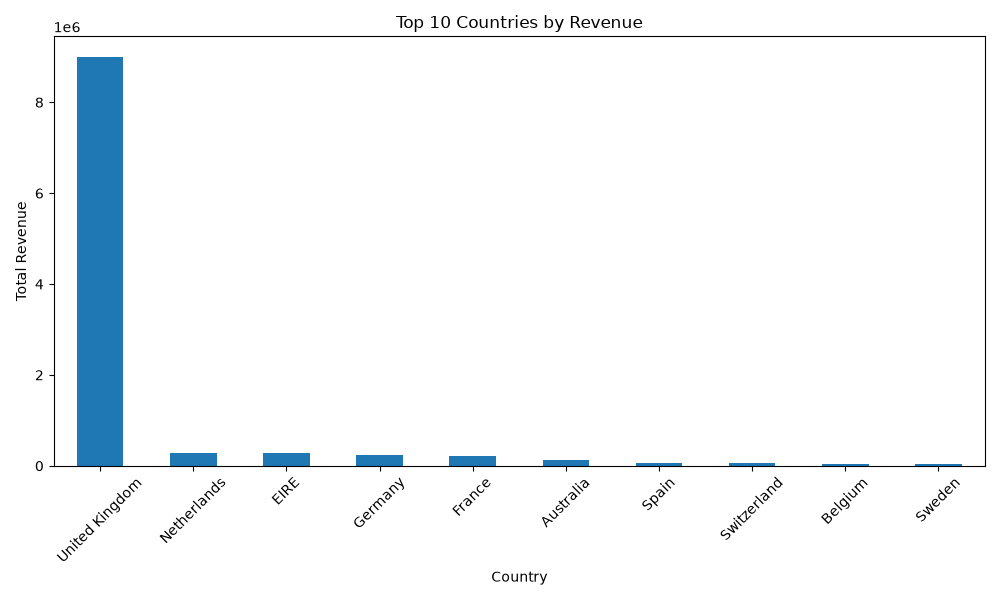 Top 10 Countries by Revenue
1e6
8
6
4
2
0
Total Revenue
United Kingdom
Netherlands
EIRE
Germany
France
Australia
Spain
Switzerland
Belgium
Sweden
Country